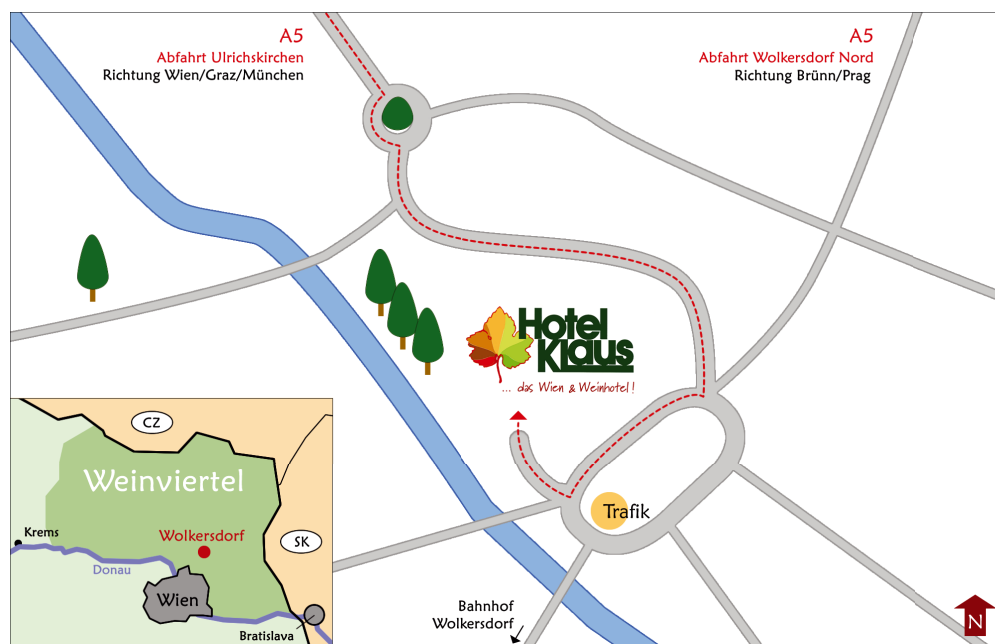 A5
Abfahrt Ulrichskirchen
Richtung Wien/Graz/München
A5
Abfahrt Wolkersdorf Nord
Richtung Brünn/Prag
Hotel
Klaus
... das Wien & Weinhotel!
CZ
Weinviertel
Krems
Wolkersdorf
SK
Donau
Wien
Bratislava
Trafik
Bahnhof
Wolkersdorf
N